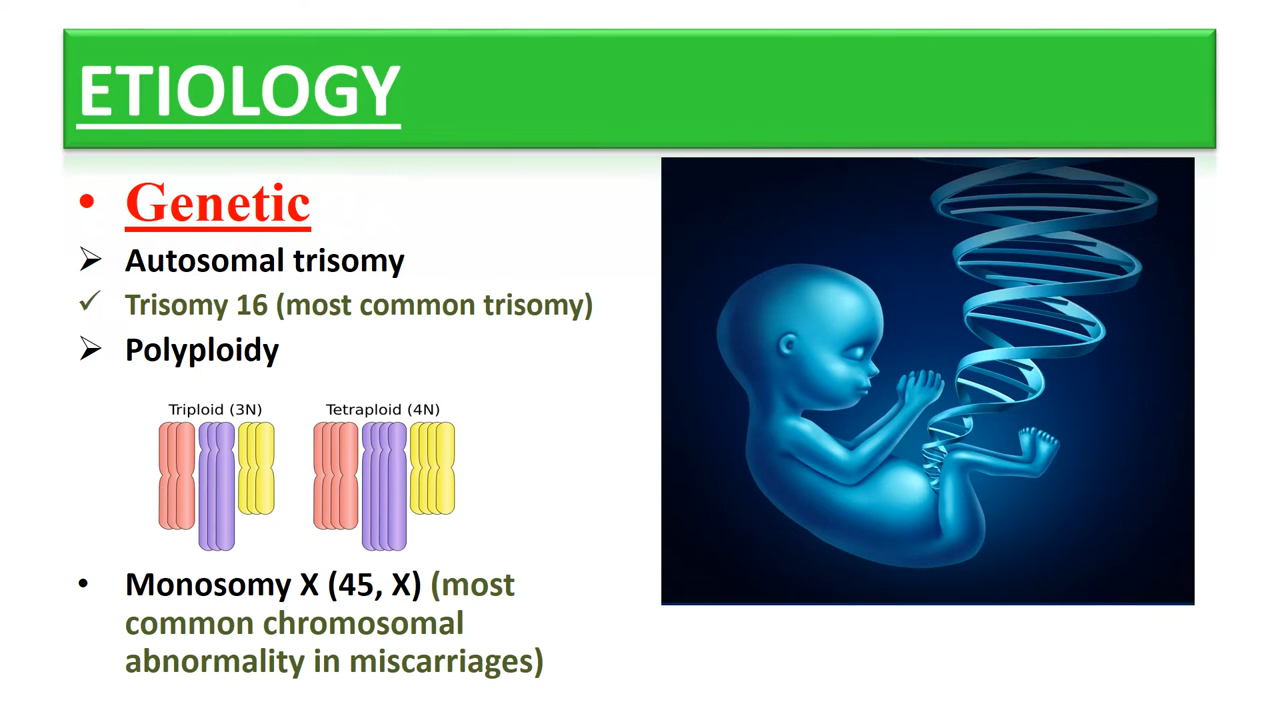 ETIOLOGY
• Genetic
➢ Autosomal trisomy
✓ Trisomy 16 (most common trisomy)
➢ Polyploidy
Triploid (3N) Tetraploid (4N)
• Monosomy X (45, X) (most
common chromosomal
abnormality in miscarriages)